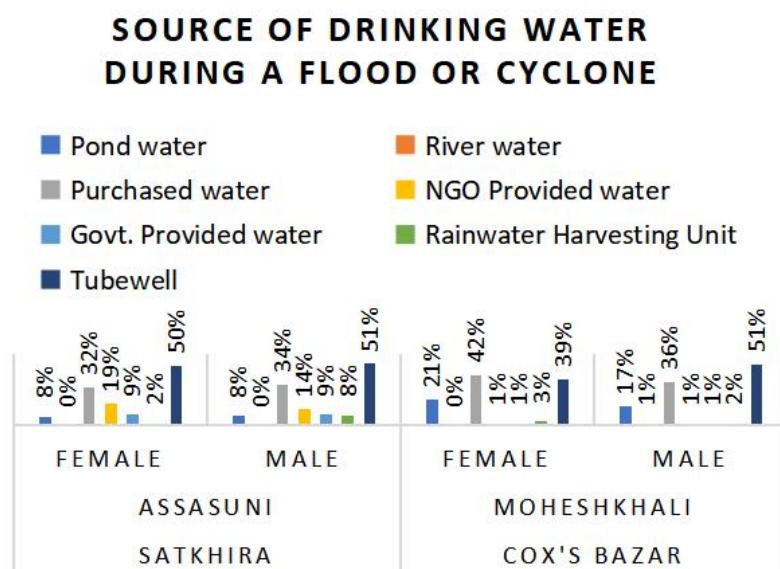 SOURCE OF DRINKING WATER
DURING A FLOOD OR CYCLONE
Pond water
River water
Purchased water
NGO Provided water
Govt. Provided water
Rainwater Harvesting Unit
Tubewell
8% 0% 32% 19% 9% 2% 50% 8% 0% 34% 14% 9% 8% 51% 21% 0% 42% 1% 1% 3% 39% 17% 1% 36% 1% 1% 2% 51%
FEMALE MALE FEMALE MALE
ASSASUNI MOHESHKHALI
SATKHIRA COX'S BAZAR